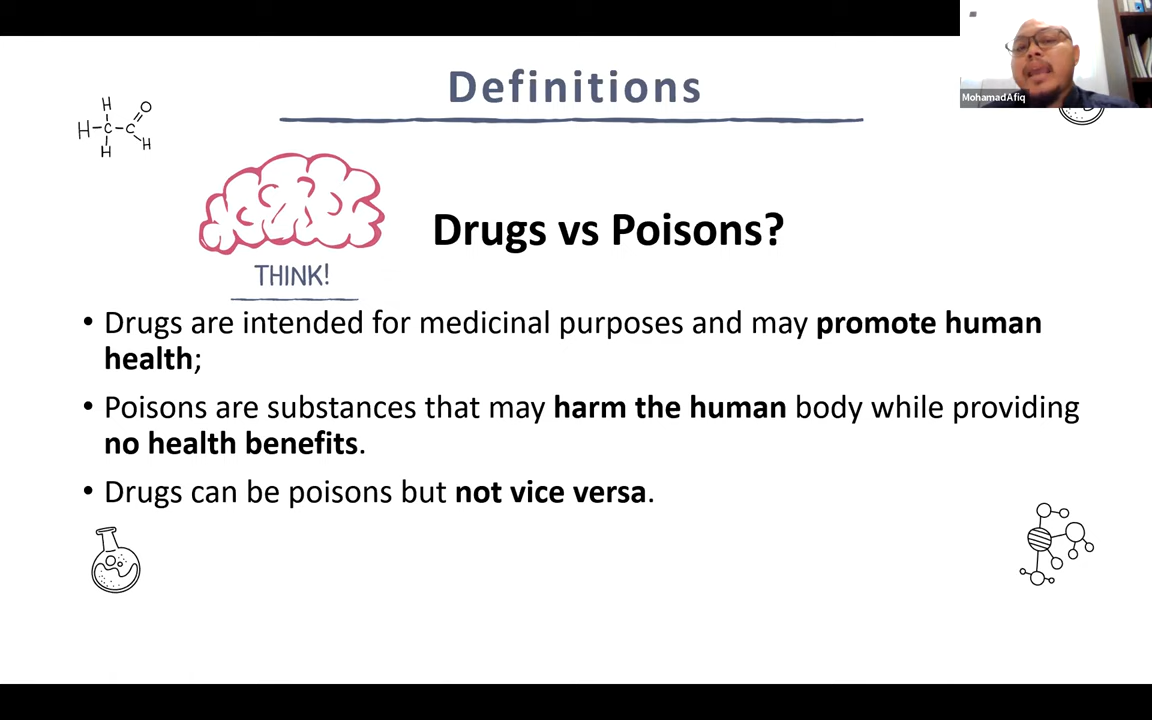 Definitions
MohamadAfiq
H
O
H-C-C
H
H
THINK!
Drugs vs Poisons?
• Drugs are intended for medicinal purposes and may promote human
health;
• Poisons are substances that may harm the human body while providing
no health benefits.
• Drugs can be poisons but not vice versa.